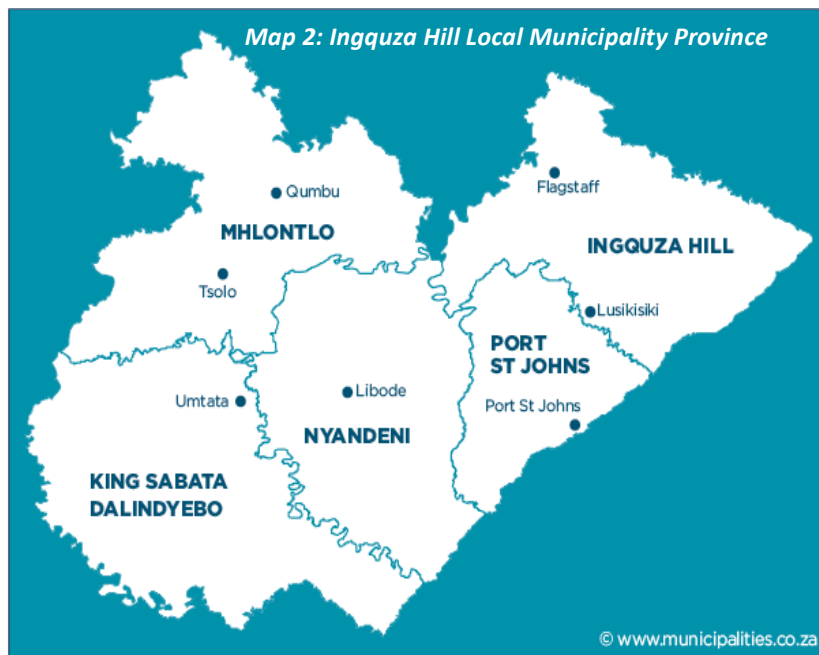 Map 2: Ingquza Hill Local Municipality Province
Qumbu
Flagstaff
MHLONTLO
INGQUZA HILL
Tsolo
Lusikisiki
PORT
ST JOHNS
Umtata
Libode
Port St Johns
NYANDENI
KING SABATA
DALINDYEBO
© www.municipalities.co.za